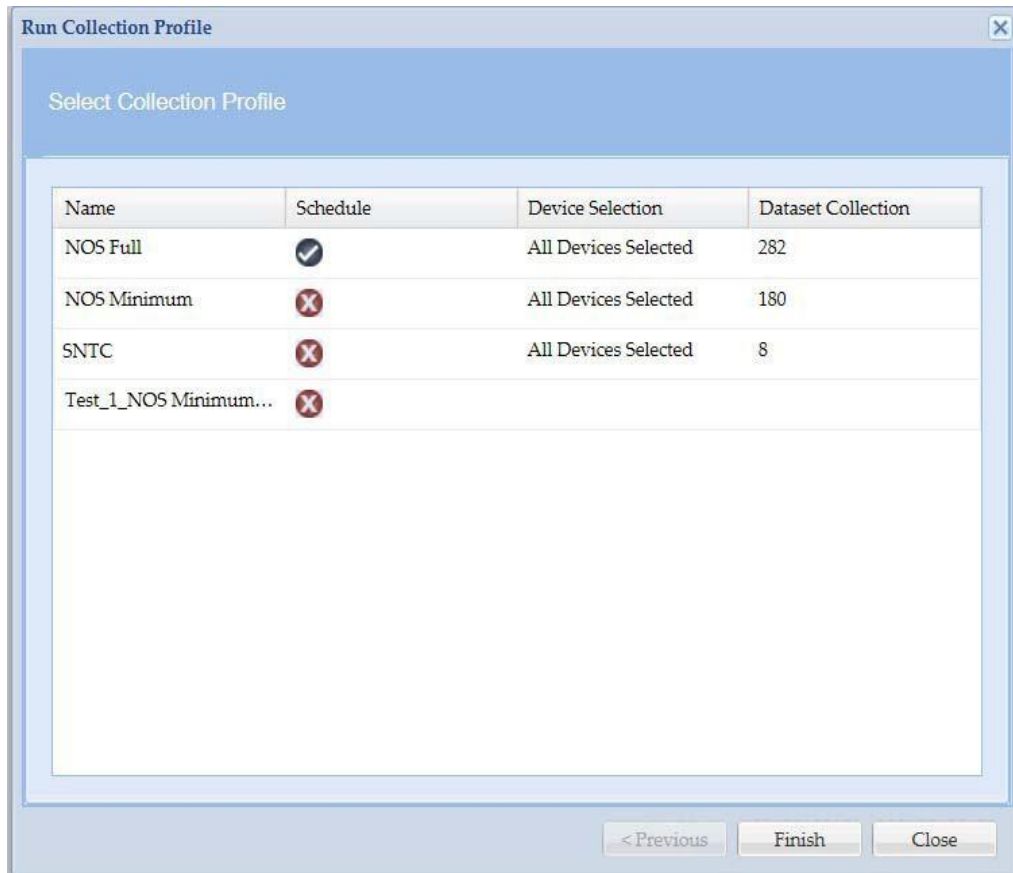 Run Collection Profile
Select Collection Profile
Name Schedule Device Selection Dataset Collection
NOS Full All Devices Selected 282
NOS Minimum All Devices Selected 180
SNTC All Devices Selected 8
Test_1_NOS Minimum...
< Previous Finish Close